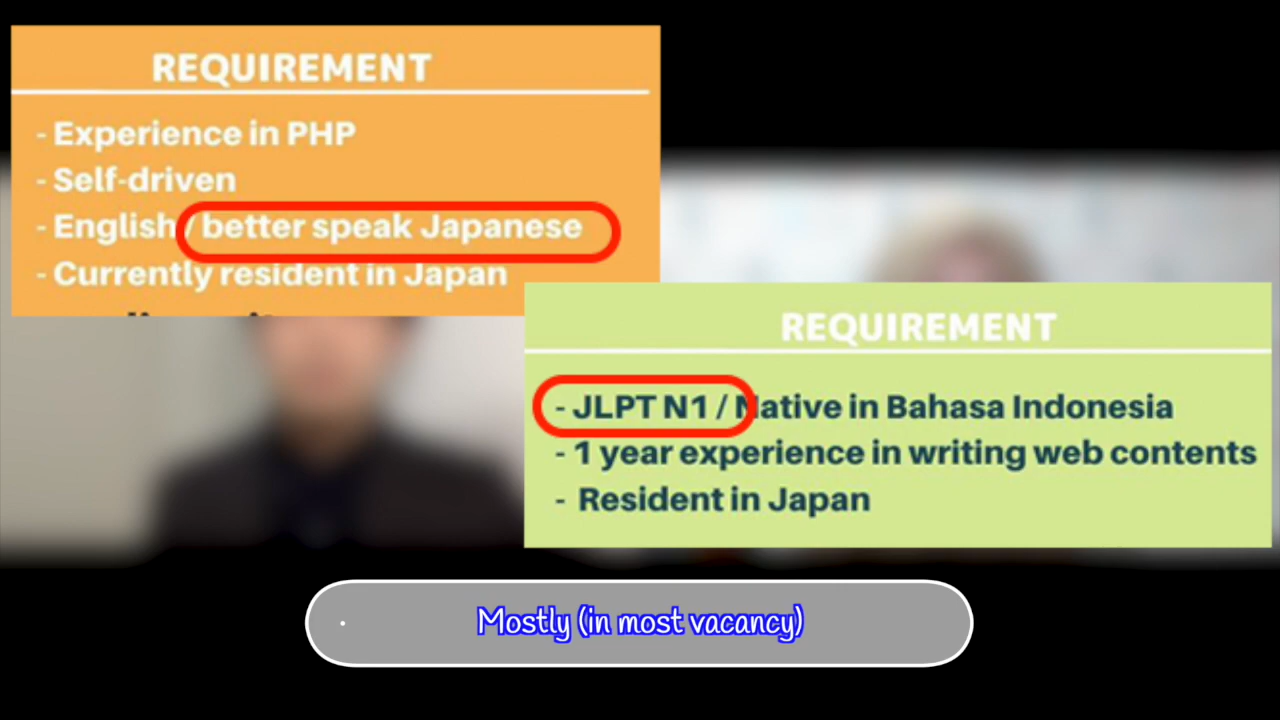 REQUIREMENT
- Experience in PHP
- Self-driven
- English / better speak Japanese
- Currently resident in Japan
REQUIREMENT
- JLPT N1 / Native in Bahasa Indonesia
- 1 year experience in writing web contents
- Resident in Japan
Mostly (in most vacancy)